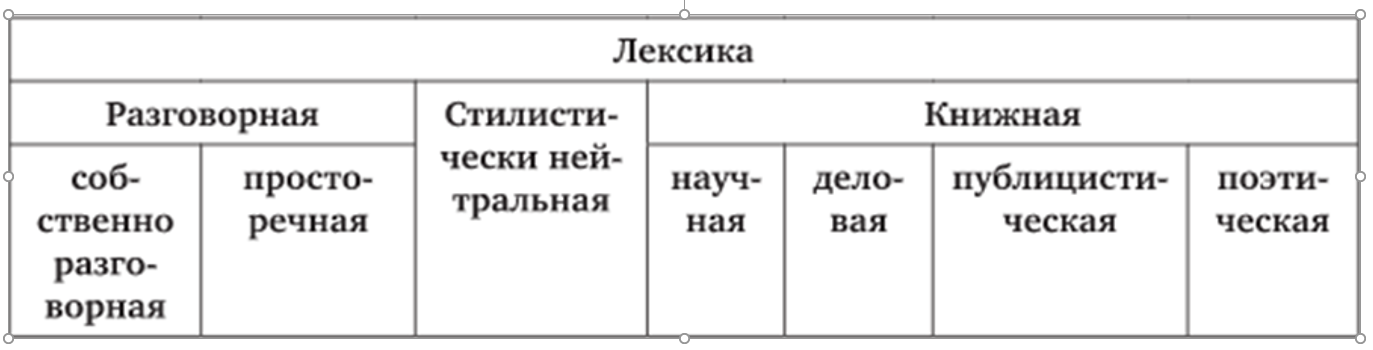 Лексика
Разговорная
Стилисти-
чески ней-
тральная
Книжная
соб-
ственно
разго-
ворная
просто-
речная
науч-
ная
дело-
вая
публицисти-
ческая
поэти-
ческая